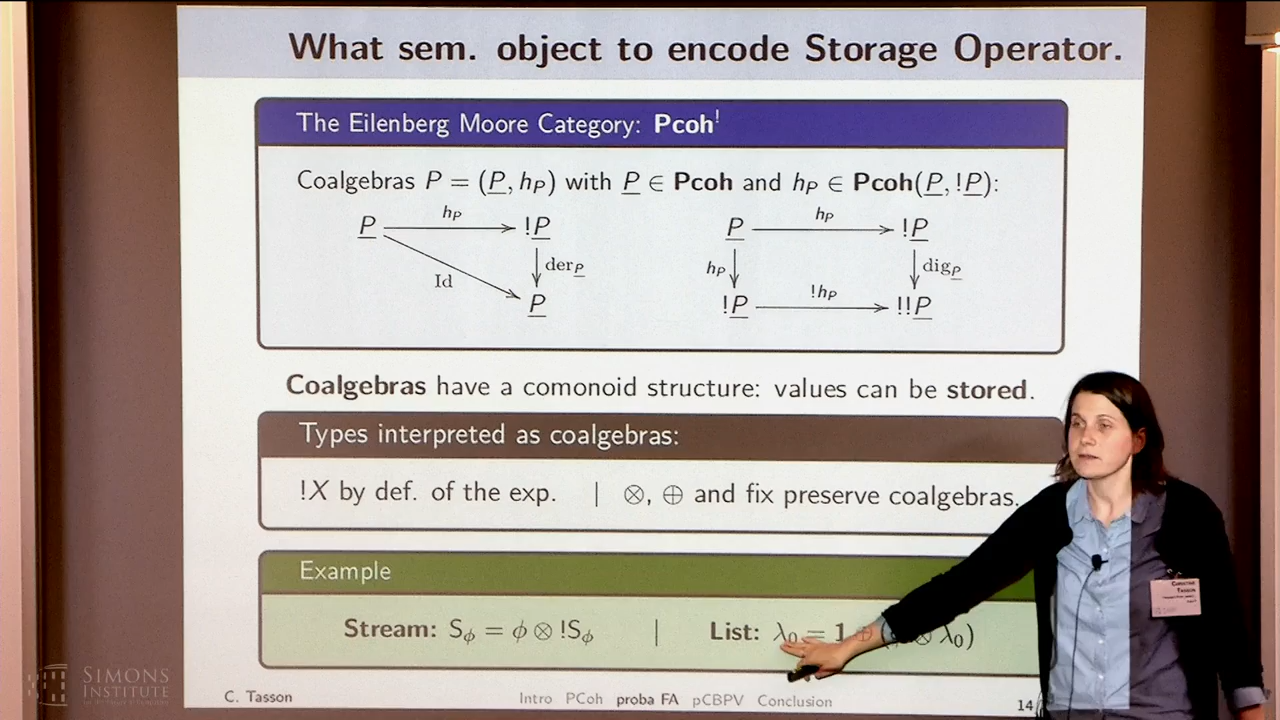 What sem. object to encode Storage Operator.
The Eilenberg Moore Category: Pcoh!
Coalgebras P = (P, hP) with P ∈ Pcoh and hP ∈ Pcoh(P, !P):
P hP !P
Id derP
P
P hP !P
hP digP
!P !hP !!P
Coalgebras have a comonoid structure: values can be stored.
Types interpreted as coalgebras:
!X by def. of the exp. | ⊗, ⊕ and fix preserve coalgebras.
Example
Stream: Sϕ = ϕ ⊗ !Sϕ | List: λ0 = 1 ⊕ ( ⊗ λ0)
C. Tasson Intro PCoh proba FA pCBPV Conclusion 14
SIMONS
INSTITUTE
CHRISTINE
TASSON